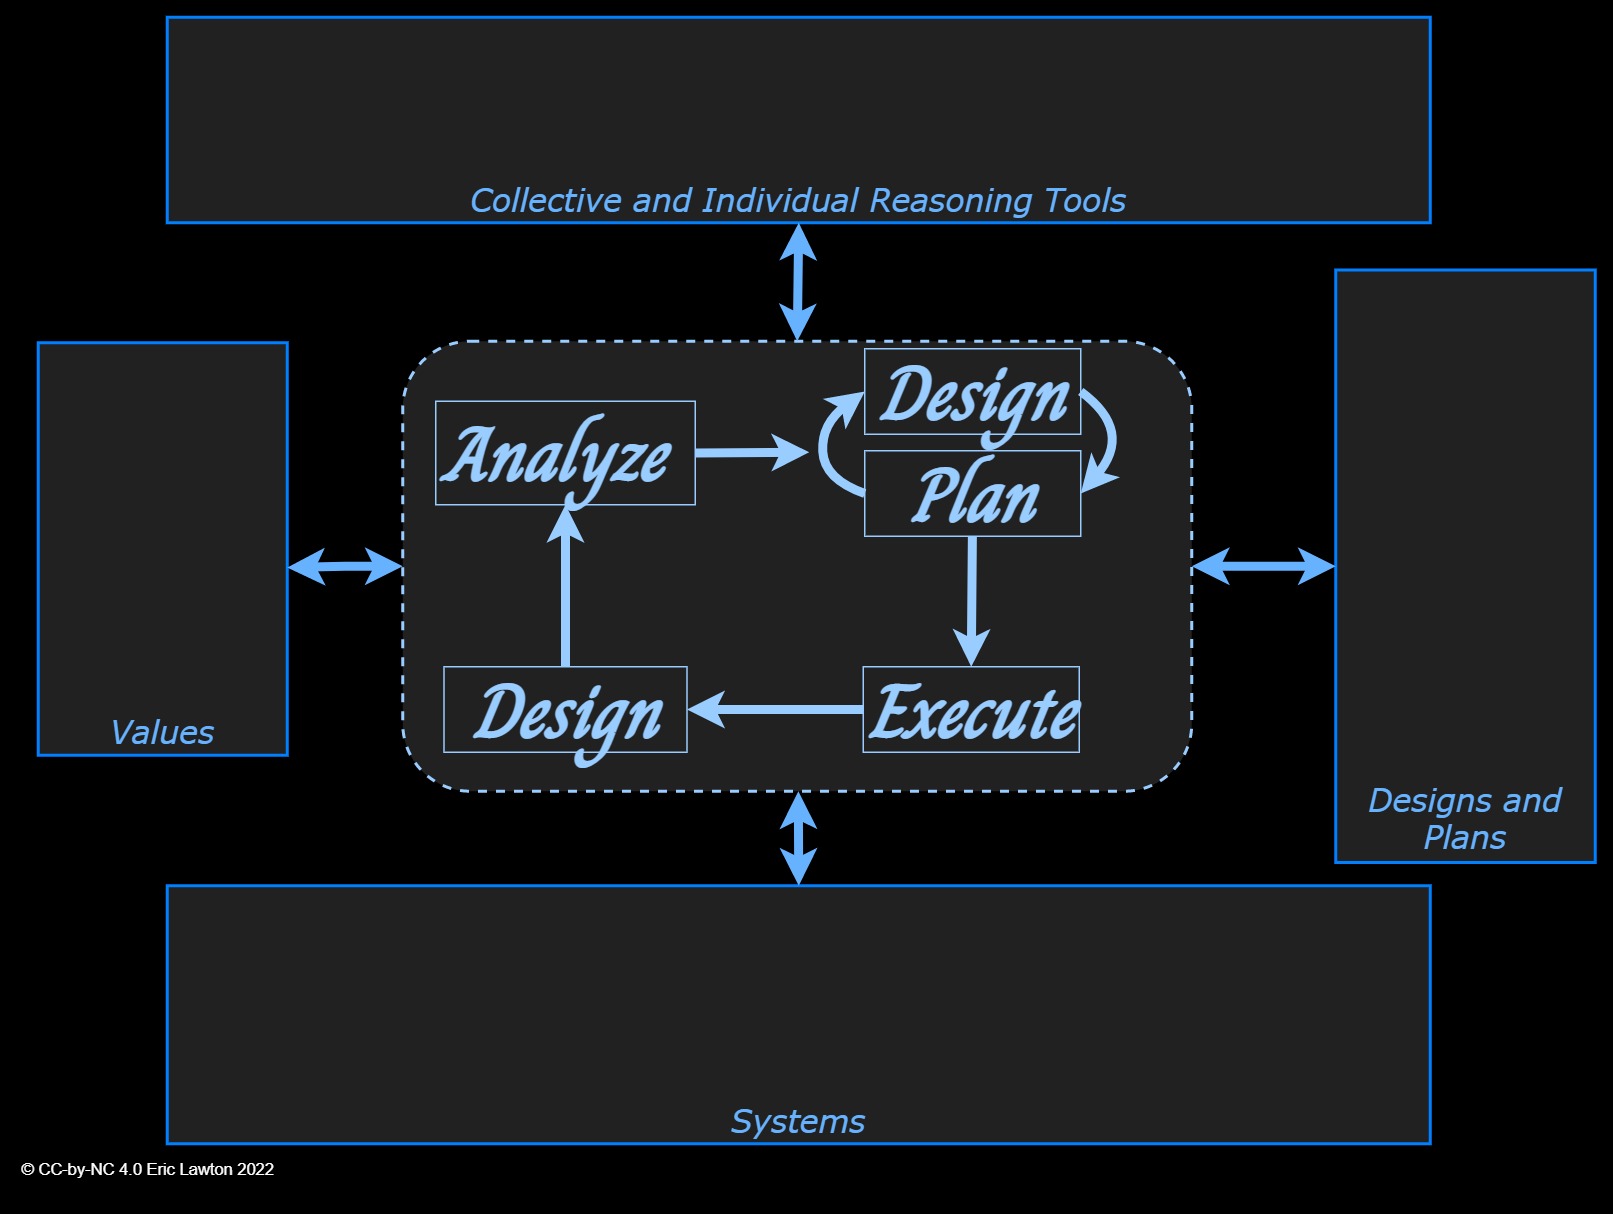 Collective and Individual Reasoning Tools
Design
Analyze
Plan
Design
Execute
Values
Designs and
Plans
Systems
© CC-by-NC 4.0 Eric Lawton 2022